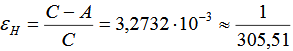 ε_H = (C − A)/C = 3,2732·10⁻³ ≈ 1/305,51